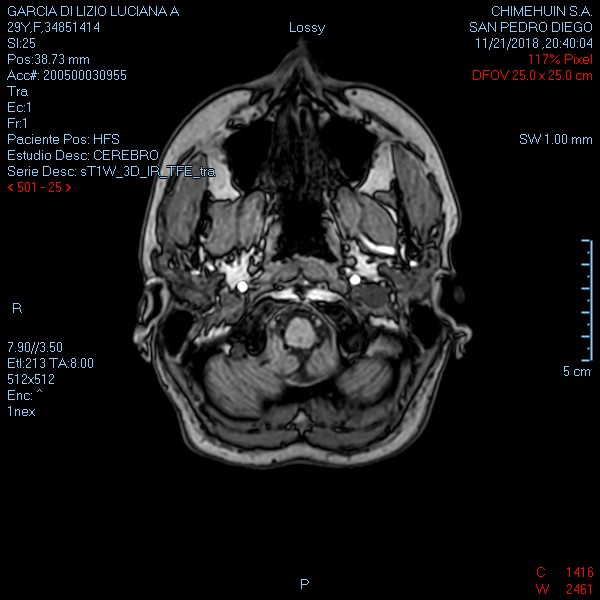 GARCIA DI LIZIO LUCIANA A
29Y,F,34851414
Sl:25
Pos:38.73 mm
Acc#: 200500030955
Tra
Ec:1
Fr:1
Paciente Pos: HFS
Estudio Desc: CEREBRO
Serie Desc: sT1W_3D_IR_TFE_tra
< 501 - 25 >
Lossy
CHIMEHUIN S.A.
SAN PEDRO DIEGO
11/21/2018 ,20:40:04
117% Pixel
DFOV 25.0 x 25.0 cm
SW 1.00 mm
R
5 cm
7.90//3.50
Etl:213 TA:8.00
512x512
Enc: ^
1nex
P
C 1416
W 2461